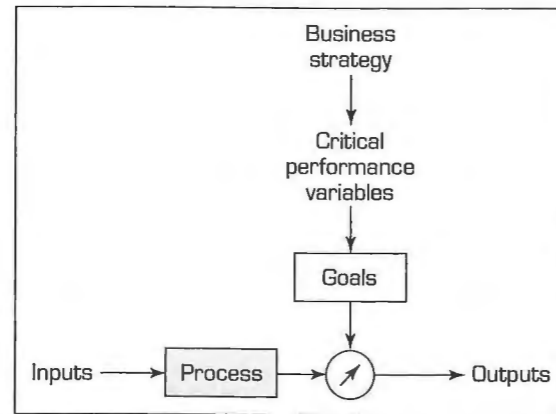 Business
strategy
Critical
performance
variables
Goals
Inputs
Process
Outputs